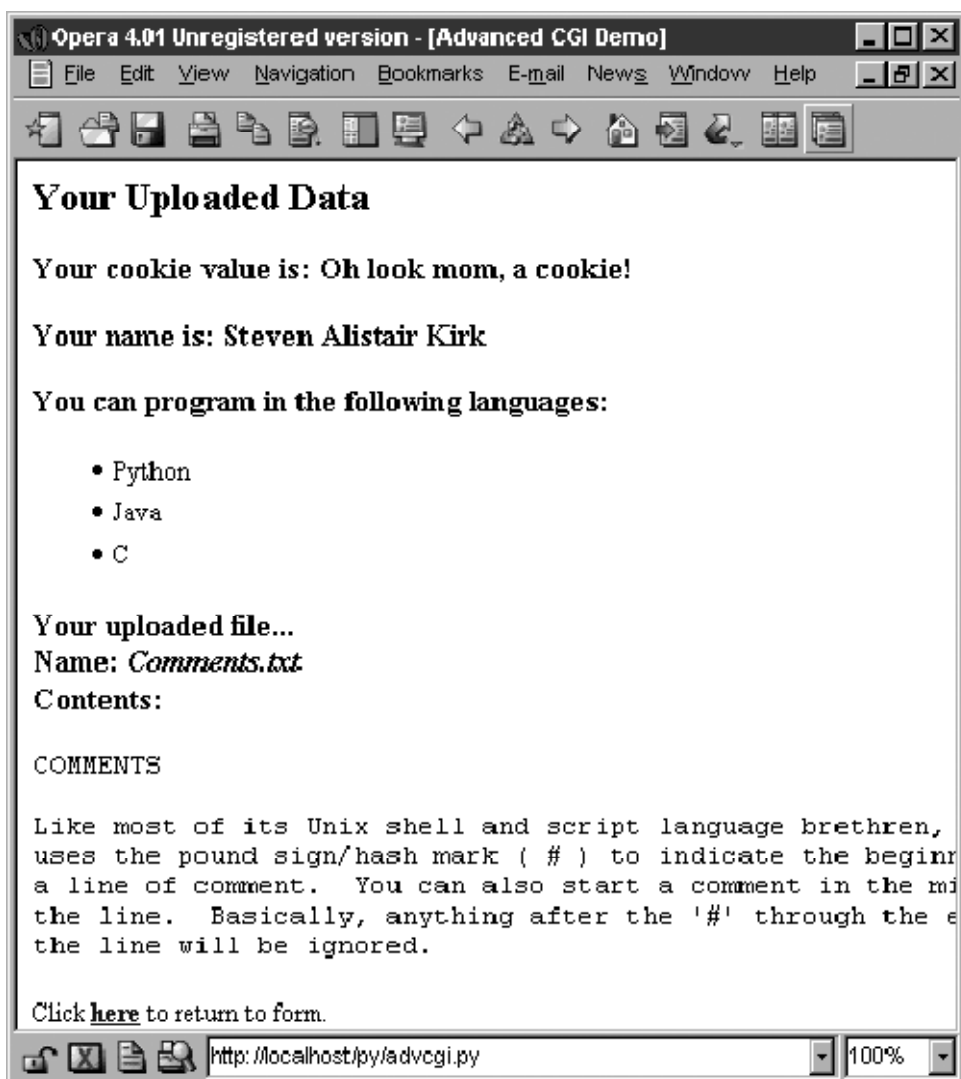 Opera 4.01 Unregistered version - [Advanced CGI Demo]
File Edit View Navigation Bookmarks E-mail News Window Help
Your Uploaded Data
Your cookie value is: Oh look mom, a cookie!
Your name is: Steven Alistair Kirk
You can program in the following languages:
• Python
• Java
• C
Your uploaded file...
Name: Comments.txt
Contents:
COMMENTS
Like most of its Unix shell and script language brethren,
uses the pound sign/hash mark ( # ) to indicate the beginn
a line of comment.  You can also start a comment in the mi
the line.  Basically, anything after the '#' through the e
the line will be ignored.
Click here to return to form.
http://localhost/py/advcgi.py 100%